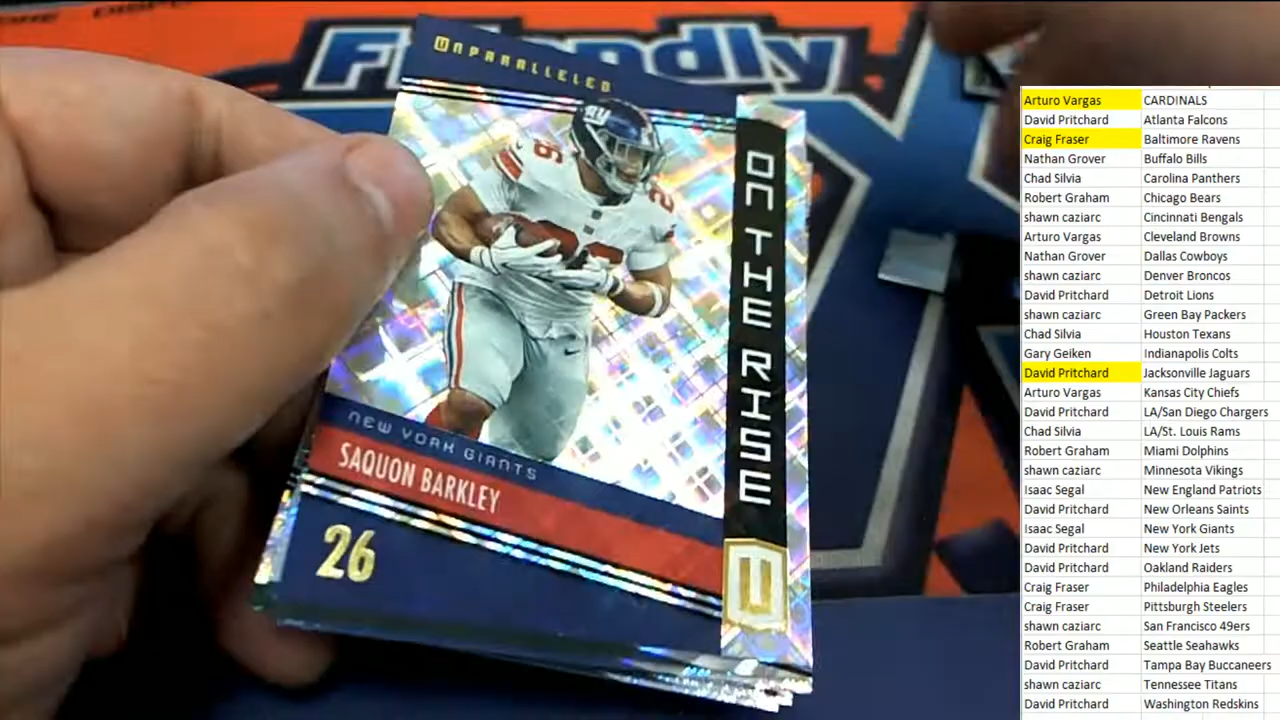 Friendly
UNPARALLELED
ON THE RISE
NY
26
26
26
NEW YORK GIANTS
SAQUON BARKLEY
26
U
Arturo Vargas CARDINALS
David Pritchard Atlanta Falcons
Craig Fraser Baltimore Ravens
Nathan Grover Buffalo Bills
Chad Silvia Carolina Panthers
Robert Graham Chicago Bears
shawn caziarc Cincinnati Bengals
Arturo Vargas Cleveland Browns
Nathan Grover Dallas Cowboys
shawn caziarc Denver Broncos
David Pritchard Detroit Lions
shawn caziarc Green Bay Packers
Chad Silvia Houston Texans
Gary Geiken Indianapolis Colts
David Pritchard Jacksonville Jaguars
Arturo Vargas Kansas City Chiefs
David Pritchard LA/San Diego Chargers
Chad Silvia LA/St. Louis Rams
Robert Graham Miami Dolphins
shawn caziarc Minnesota Vikings
Isaac Segal New England Patriots
David Pritchard New Orleans Saints
Isaac Segal New York Giants
David Pritchard New York Jets
David Pritchard Oakland Raiders
Craig Fraser Philadelphia Eagles
Craig Fraser Pittsburgh Steelers
shawn caziarc San Francisco 49ers
Robert Graham Seattle Seahawks
David Pritchard Tampa Bay Buccaneers
shawn caziarc Tennessee Titans
David Pritchard Washington Redskins